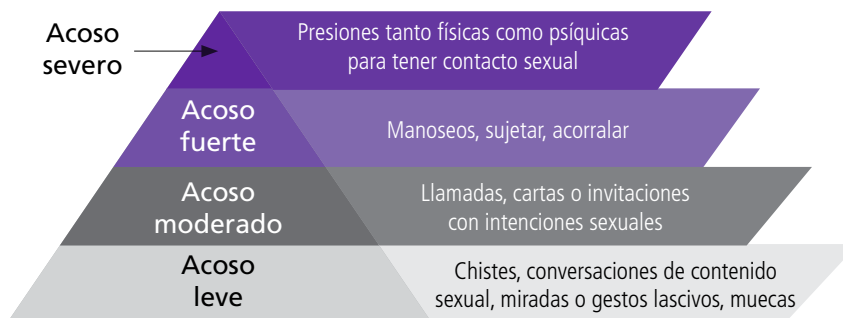 Acoso
severo
Presiones tanto físicas como psíquicas
para tener contacto sexual
Acoso
fuerte
Manoseos, sujetar, acorralar
Acoso
moderado
Llamadas, cartas o invitaciones
con intenciones sexuales
Acoso
leve
Chistes, conversaciones de contenido
sexual, miradas o gestos lascivos, muecas